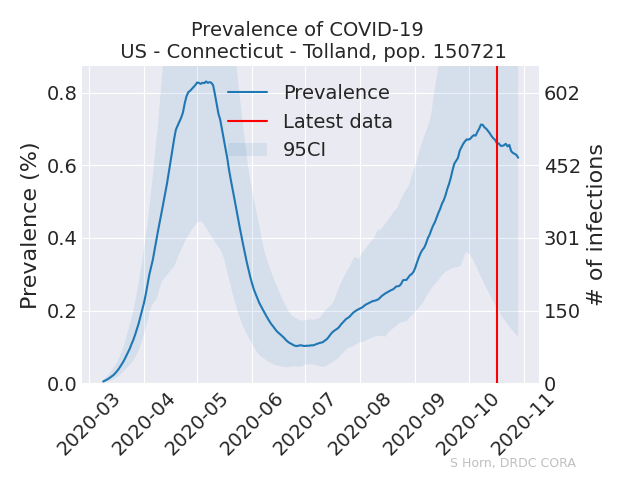 Prevalence of COVID-19
US - Connecticut - Tolland, pop. 150721
Prevalence
Latest data
95CI
Prevalence (%)
0.8
0.6
0.4
0.2
0.0
602
452
301
150
0
# of infections
2020-03
2020-04
2020-05
2020-06
2020-07
2020-08
2020-09
2020-10
2020-11
S Horn, DRDC CORA